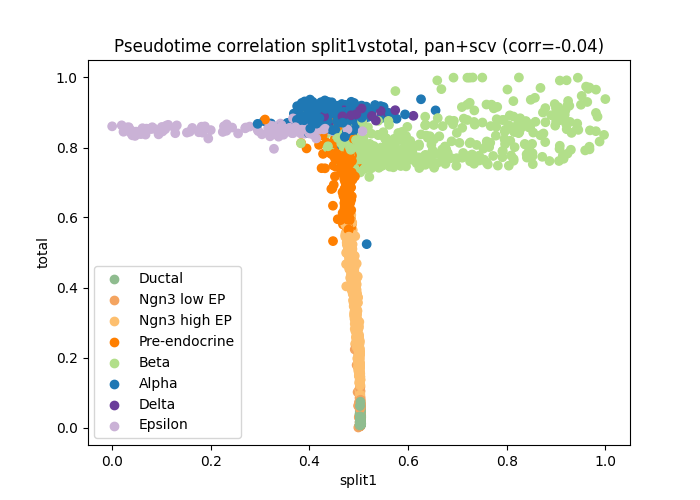 Pseudotime correlation split1vstotal, pan+scv (corr=-0.04)
1.0
0.8
0.6
0.4
0.2
0.0
total
Ductal
Ngn3 low EP
Ngn3 high EP
Pre-endocrine
Beta
Alpha
Delta
Epsilon
0.0 0.2 0.4 0.6 0.8 1.0
split1